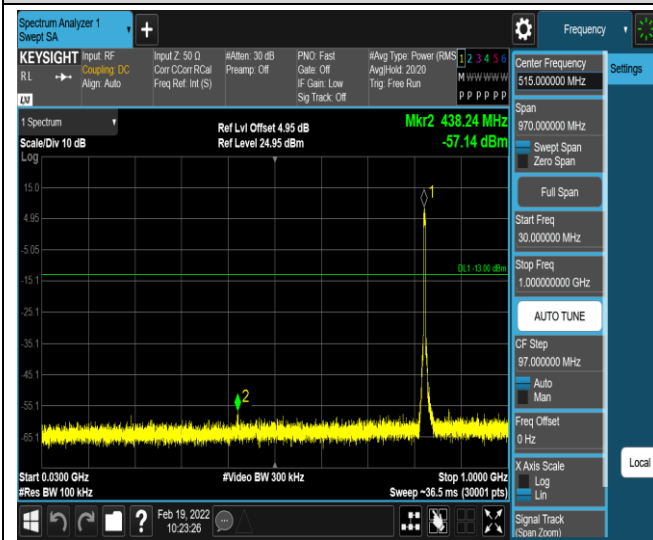 Spectrum Analyzer 1
Swept SA
+
Frequency
KEYSIGHT
RL
LXI
Input: RF
Coupling: DC
Align: Auto
Input Z: 50 Ω
Corr CCorr RCal
Freq Ref: Int (S)
#Atten: 30 dB
Preamp: Off
PNO: Fast
Gate: Off
IF Gain: Low
Sig Track: Off
#Avg Type: Power (RMS
Avg|Hold: 20/20
Trig: Free Run
1 2 3 4 5 6
M W W W W W
P P P P P P
1 Spectrum
Scale/Div 10 dB
Log
Ref Lvl Offset 4.95 dB
Ref Level 24.95 dBm
Mkr2 438.24 MHz
-57.14 dBm
15.0
4.95
-5.05
-15.1
-25.1
-35.1
-45.1
-55.1
-65.1
1
DL1 -13.00 dBm
2
Start 0.0300 GHz
#Res BW 100 kHz
#Video BW 300 kHz
Stop 1.0000 GHz
Sweep ~36.5 ms (30001 pts)
?
Feb 19, 2022
10:23:26
Center Frequency
515.000000 MHz
Span
970.000000 MHz
Swept Span
Zero Span
Full Span
Start Freq
30.000000 MHz
Stop Freq
1.000000000 GHz
AUTO TUNE
CF Step
97.000000 MHz
Auto
Man
Freq Offset
0 Hz
X Axis Scale
Log
Lin
Signal Track
(Span Zoom)
Settings
Local